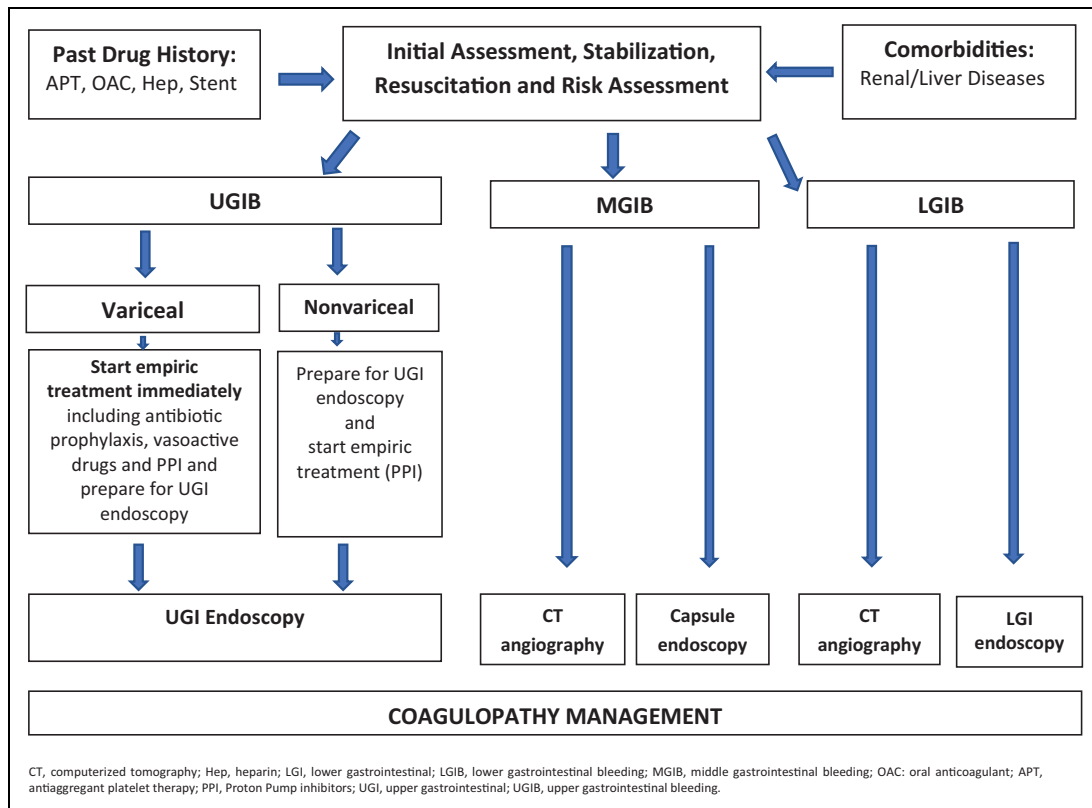 Past Drug History:
APT, OAC, Hep, Stent
Initial Assessment, Stabilization,
Resuscitation and Risk Assessment
Comorbidities:
Renal/Liver Diseases
UGIB
MGIB
LGIB
Variceal
Nonvariceal
Start empiric
treatment immediately
including antibiotic
prophylaxis, vasoactive
drugs and PPI and
prepare for UGI
endoscopy
Prepare for UGI
endoscopy
and
start empiric
treatment (PPI)
UGI Endoscopy
CT
angiography
Capsule
endoscopy
CT
angiography
LGI
endoscopy
COAGULOPATHY MANAGEMENT
CT, computerized tomography; Hep, heparin; LGI, lower gastrointestinal; LGIB, lower gastrointestinal bleeding; MGIB, middle gastrointestinal bleeding; OAC: oral anticoagulant; APT,
antiaggregant platelet therapy; PPI, Proton Pump inhibitors; UGI, upper gastrointestinal; UGIB, upper gastrointestinal bleeding.